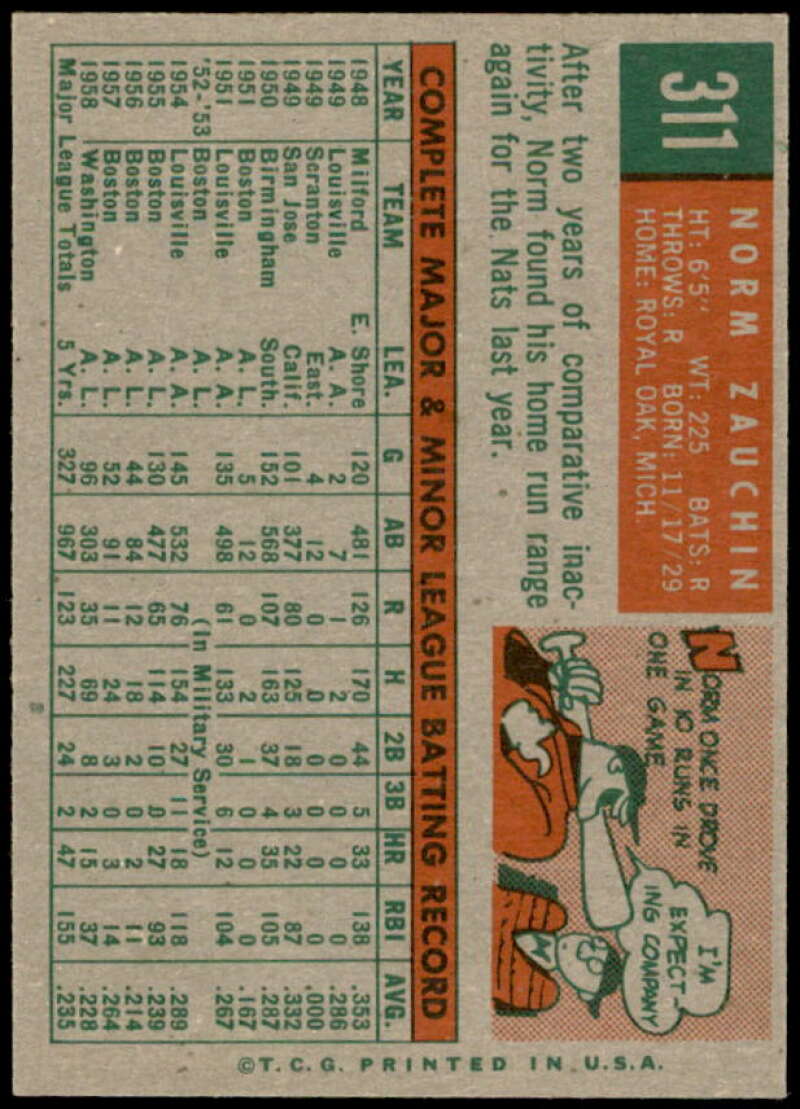 311
NORM ZAUCHIN
HT: 6'5" WT: 225 BATS: R
THROWS: R BORN: 11/17/29
HOME: ROYAL OAK, MICH.
After two years of comparative inac-
tivity, Norm found his home run range
again for the Nats last year.
NORM ONCE DROVE
IN 10 RUNS IN
ONE GAME
I'M
EXPECT-
ING COMPANY
COMPLETE MAJOR & MINOR LEAGUE BATTING RECORD
YEAR TEAM LEA. G AB R H 2B 3B HR RBI AVG.
1948 Milford E. Shore 120 481 126 170 44 5 33 138 .353
1949 Louisville A. A. 2 7 1 2 0 0 0 0 .286
1949 Scranton East. 4 12 0 0 0 0 0 0 .000
1949 San Jose Calif. 101 377 80 125 18 3 22 87 .332
1950 Birmingham South. 152 568 107 163 37 4 35 105 .287
1951 Boston A. L. 5 12 0 2 1 0 0 0 .167
1951 Louisville A. A. 135 498 61 133 30 6 12 104 .267
'52-'53 Boston A. L. (In Military Service)
1954 Louisville A. A. 145 532 76 154 27 11 18 118 .289
1955 Boston A. L. 130 477 65 114 10 0 27 93 .239
1956 Boston A. L. 44 84 12 18 2 0 2 11 .214
1957 Boston A. L. 52 91 11 24 3 0 3 14 .264
1958 Washington A. L. 96 303 35 69 8 2 15 37 .228
Major League Totals 5 Yrs. 327 967 123 227 24 2 47 155 .235
©T.C.G. PRINTED IN U.S.A.